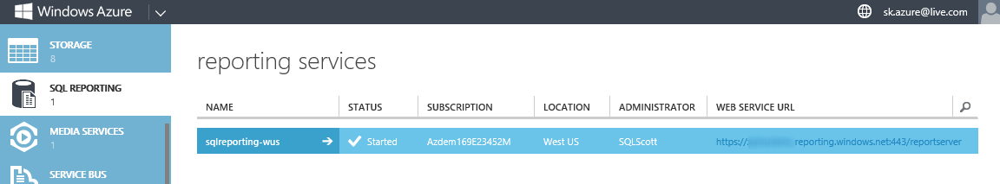 Windows Azure
sk.azure@live.com
STORAGE
8
SQL REPORTING
1
MEDIA SERVICES
1
SERVICE BUS
reporting services
NAME STATUS SUBSCRIPTION LOCATION ADMINISTRATOR WEB SERVICE URL
sqlreporting-wus Started Azdem169E23452M West US SQLScott https:// .reporting.windows.net:443/reportserver